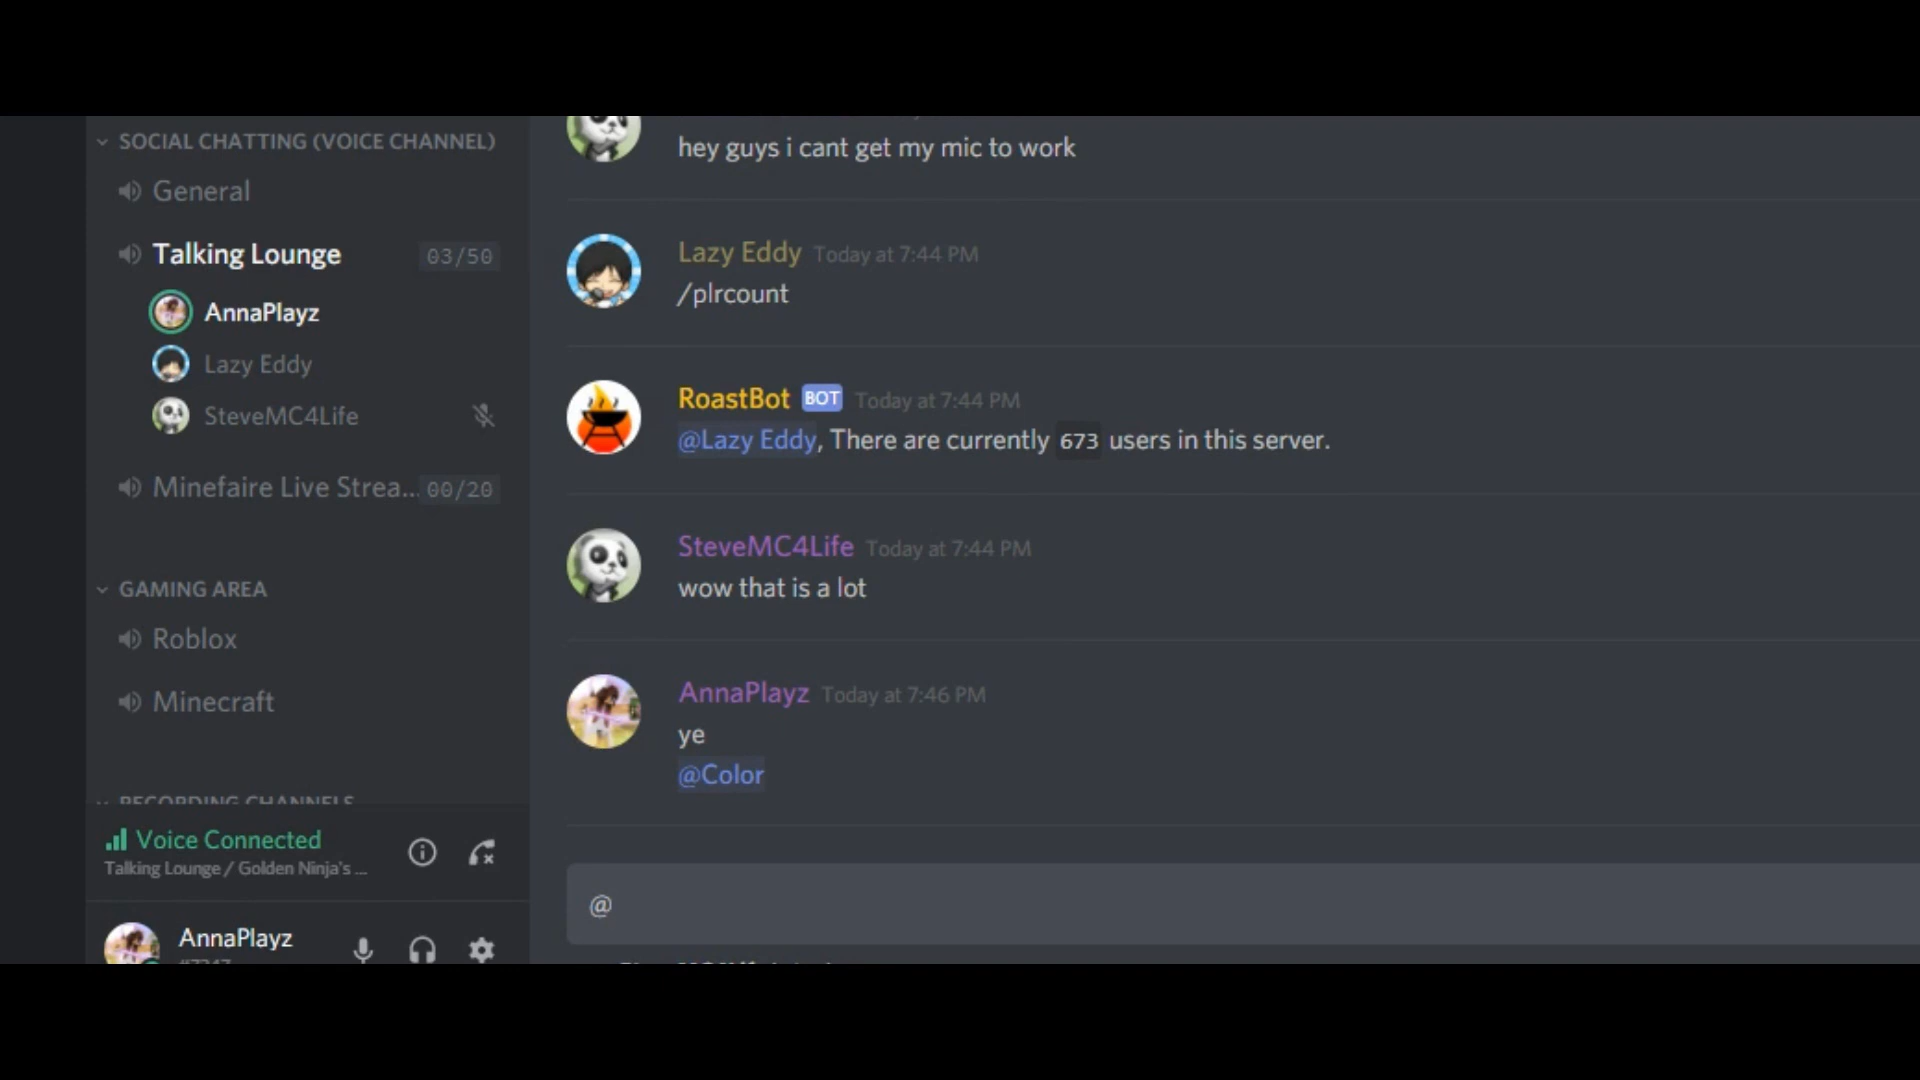 SOCIAL CHATTING (VOICE CHANNEL)
General
Talking Lounge 03/50
AnnaPlayz
Lazy Eddy
SteveMC4Life
Minefaire Live Strea... 00/20
GAMING AREA
Roblox
Minecraft
RECORDING CHANNELS
Voice Connected
Talking Lounge / Golden Ninja's ...
AnnaPlayz
hey guys i cant get my mic to work
Lazy Eddy Today at 7:44 PM
/plrcount
RoastBot BOT Today at 7:44 PM
@Lazy Eddy, There are currently 673 users in this server.
SteveMC4Life Today at 7:44 PM
wow that is a lot
AnnaPlayz Today at 7:46 PM
ye
@Color
@